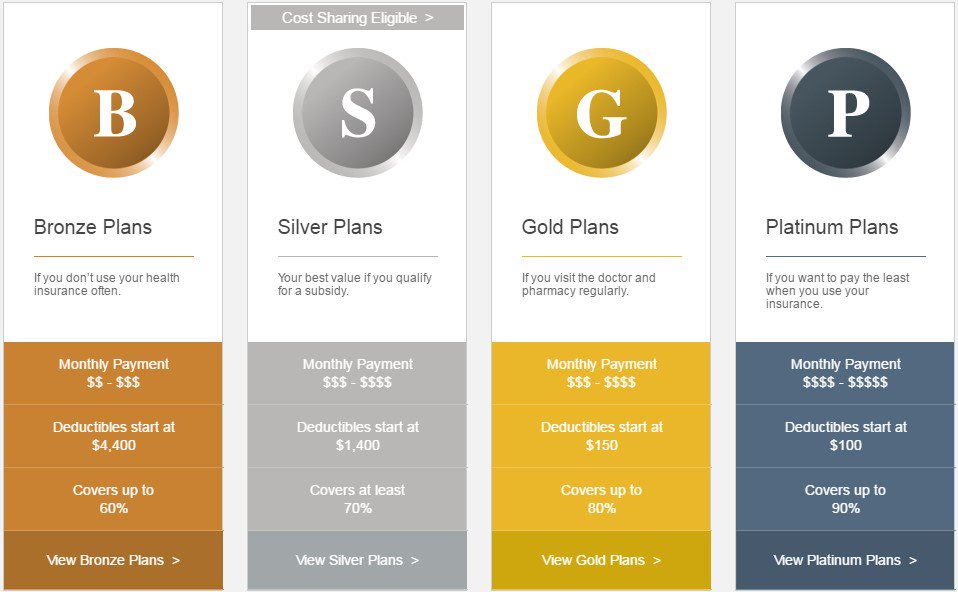 B
Bronze Plans
If you don't use your health
insurance often.
Monthly Payment
$$ - $$$
Deductibles start at
$4,400
Covers up to
60%
View Bronze Plans >
Cost Sharing Eligible >
S
Silver Plans
Your best value if you qualify
for a subsidy.
Monthly Payment
$$$ - $$$$
Deductibles start at
$1,400
Covers at least
70%
View Silver Plans >
G
Gold Plans
If you visit the doctor and
pharmacy regularly.
Monthly Payment
$$$ - $$$$
Deductibles start at
$150
Covers up to
80%
View Gold Plans >
P
Platinum Plans
If you want to pay the least
when you use your
insurance.
Monthly Payment
$$$$ - $$$$$
Deductibles start at
$100
Covers up to
90%
View Platinum Plans >